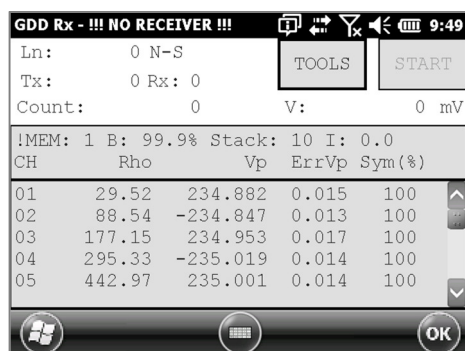 GDD Rx - !!! NO RECEIVER !!! 9:49
Ln: 0 N-S
TOOLS START
Tx: 0 Rx: 0
Count: 0 V: 0 mV
!MEM: 1 B: 99.9% Stack: 10 I: 0.0
CH Rho Vp ErrVp Sym(%)
01 29.52 234.882 0.015 100
02 88.54 -234.847 0.013 100
03 177.15 234.953 0.017 100
04 295.33 -235.019 0.014 100
05 442.97 235.001 0.014 100
OK